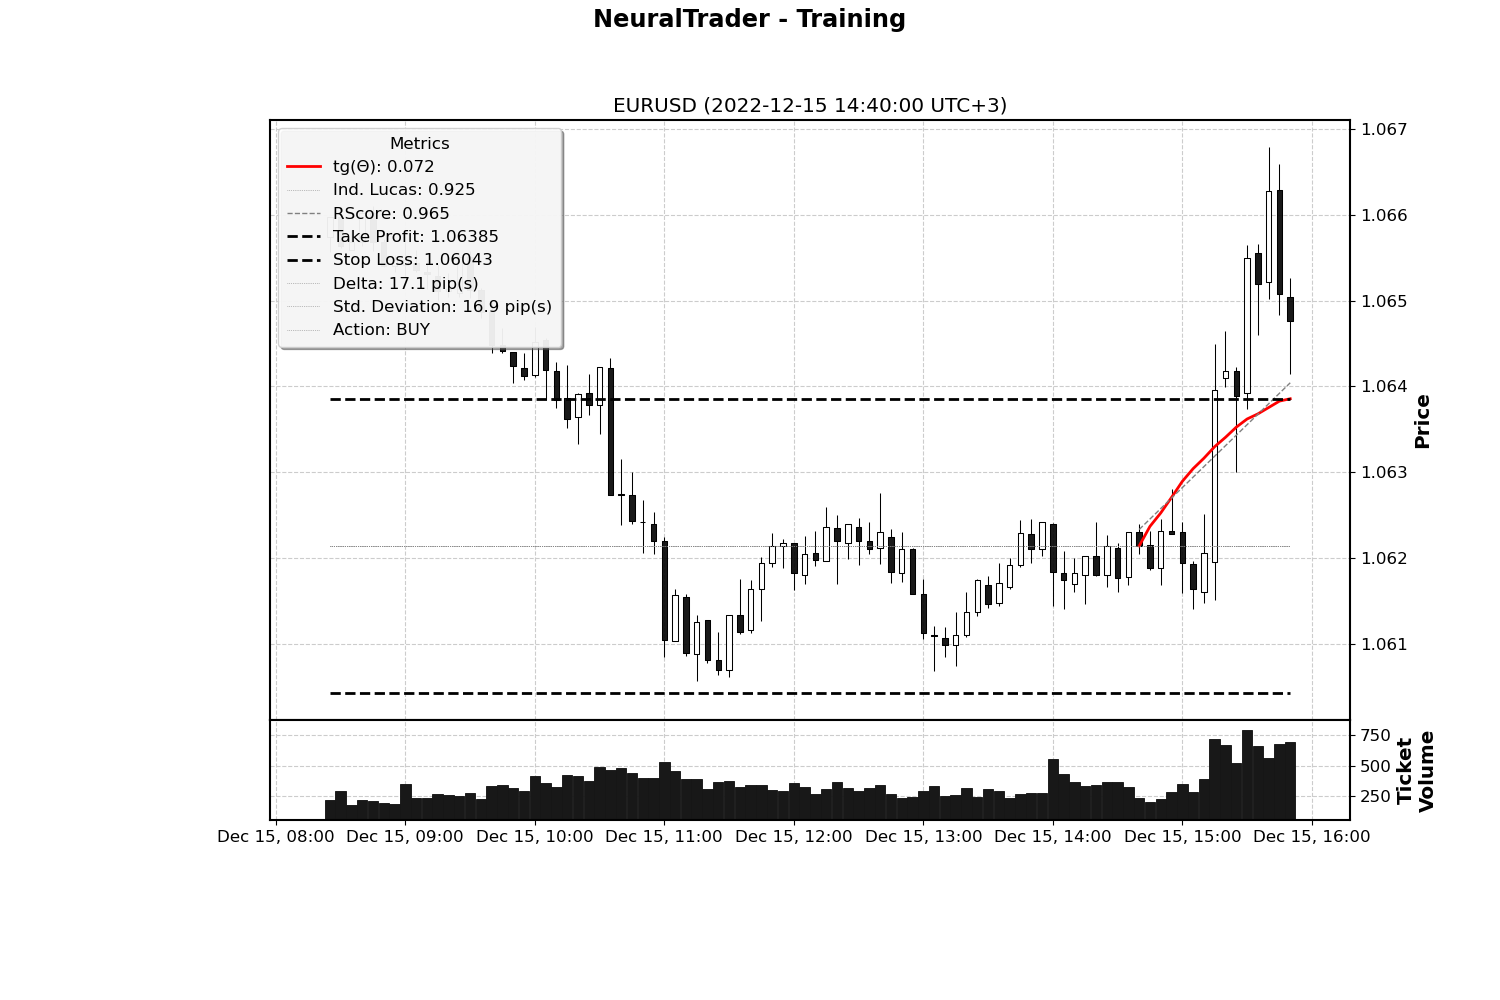 NeuralTrader - Training
EURUSD (2022-12-15 14:40:00 UTC+3)
Metrics
tg(Θ): 0.072
Ind. Lucas: 0.925
RScore: 0.965
Take Profit: 1.06385
Stop Loss: 1.06043
Delta: 17.1 pip(s)
Std. Deviation: 16.9 pip(s)
Action: BUY
1.067
1.066
1.065
1.064
1.063
1.062
1.061
Price
750
500
250
Ticket
Volume
Dec 15, 08:00 Dec 15, 09:00 Dec 15, 10:00 Dec 15, 11:00 Dec 15, 12:00 Dec 15, 13:00 Dec 15, 14:00 Dec 15, 15:00 Dec 15, 16:00